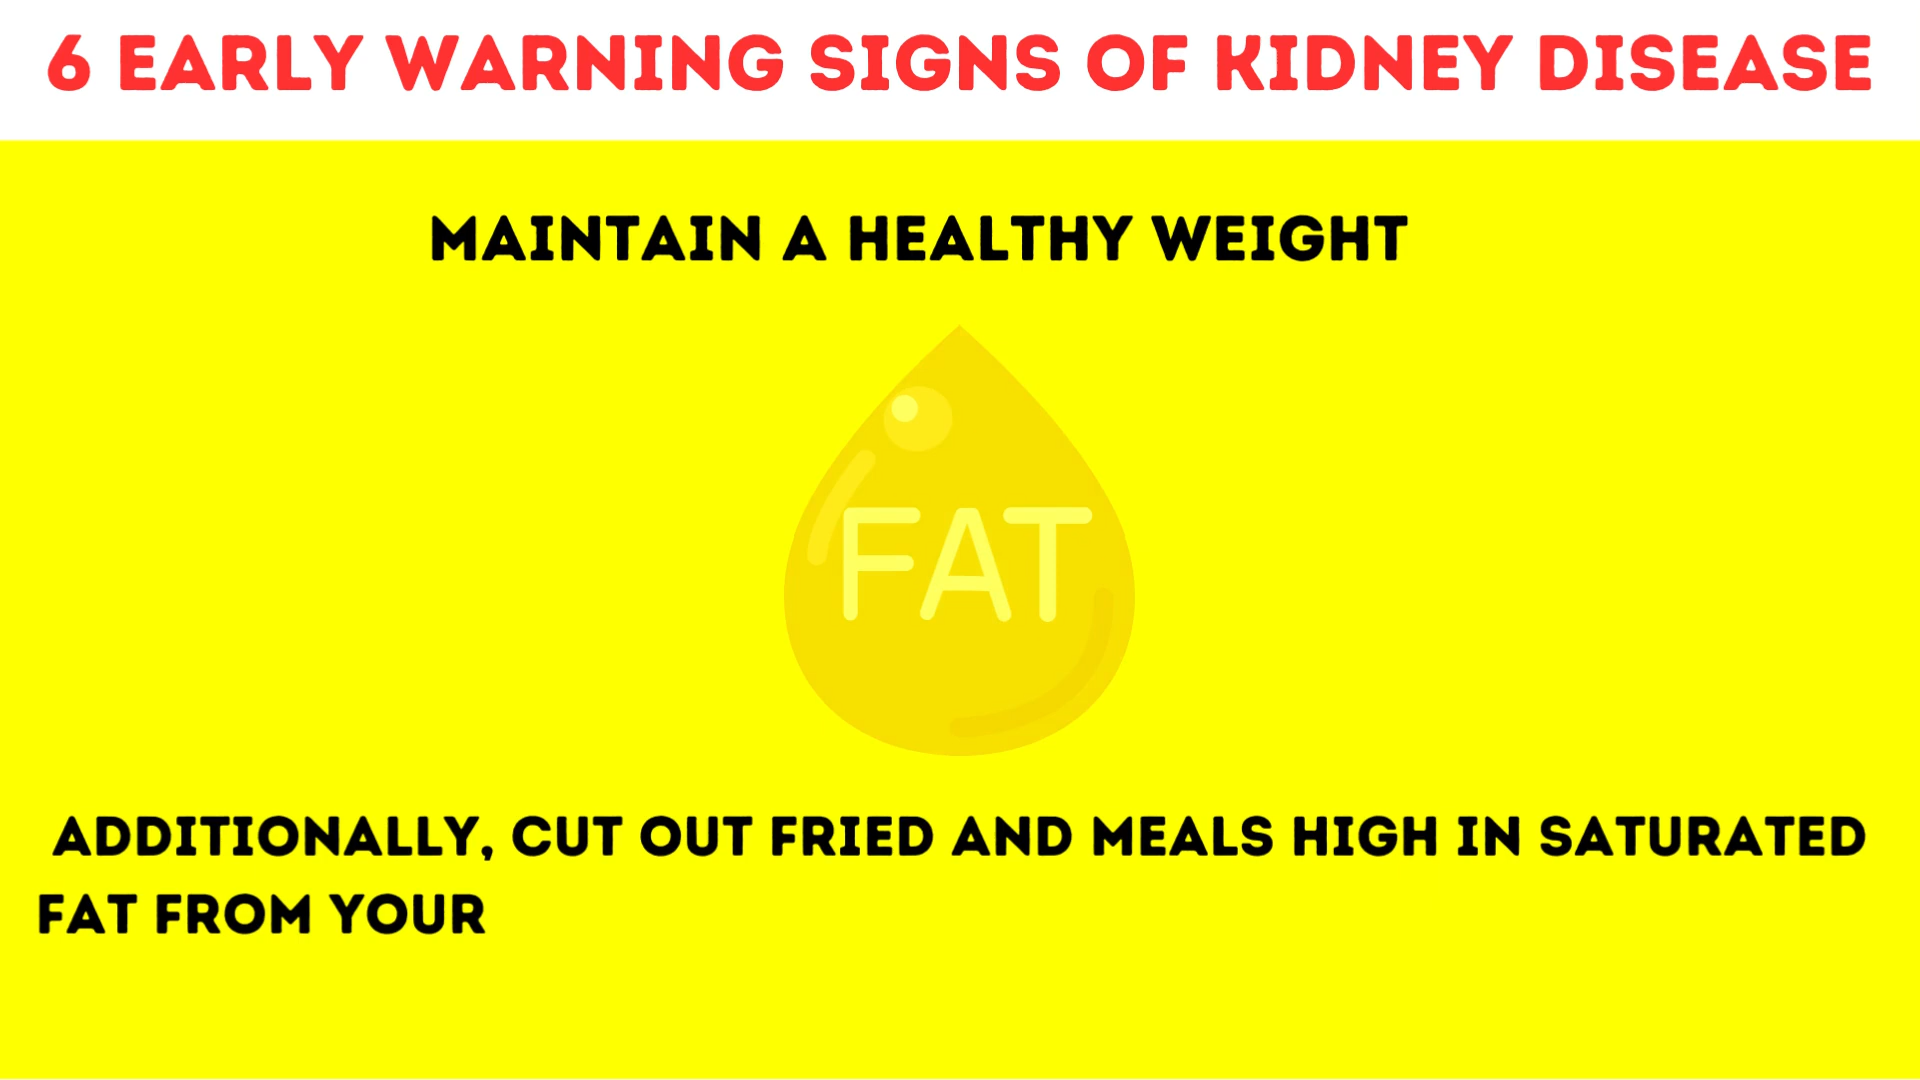 6 EARLY WARNING SIGNS OF KIDNEY DISEASE
MAINTAIN A HEALTHY WEIGHT
FAT
ADDITIONALLY, CUT OUT FRIED AND MEALS HIGH IN SATURATED
FAT FROM YOUR